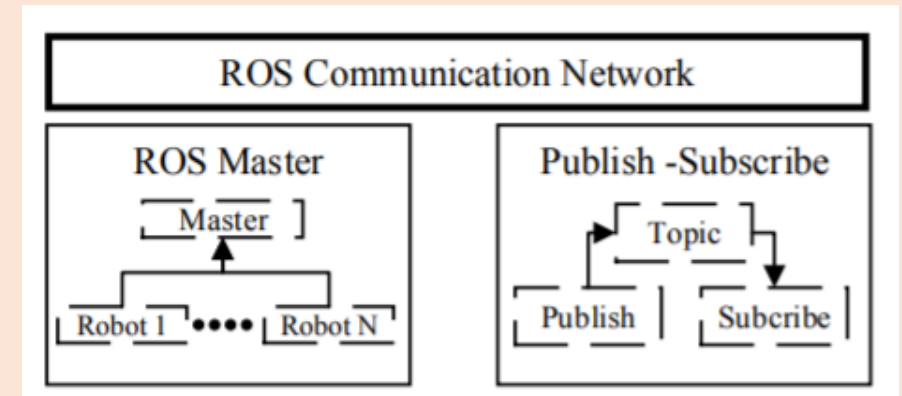 ROS Communication Network
ROS Master
Master
Robot 1
Robot N
Publish -Subscribe
Topic
Publish
Subcribe